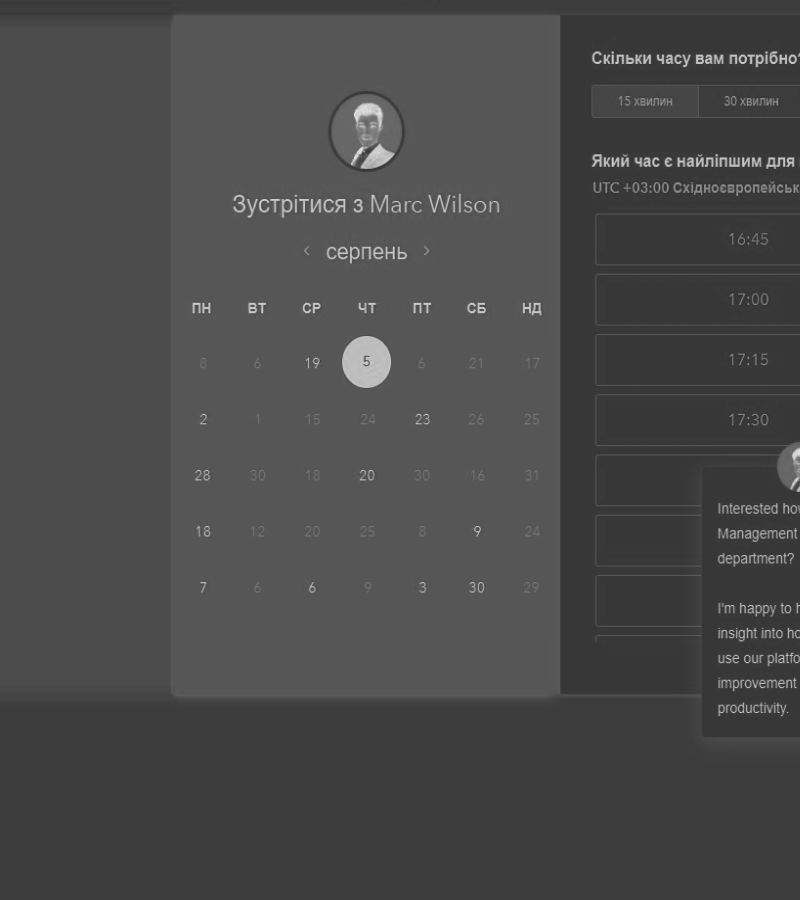 Зустрітися з Marc Wilson
серпень
ПН ВТ СР ЧТ ПТ СБ НД
8 6 19 5 6 21 17
2 1 15 24 23 26 25
28 30 18 20 30 16 31
18 12 20 25 8 9 24
7 6 6 9 3 30 29
Скільки часу вам потрібно?
15 хвилин 30 хвилин
Який час є найліпшим для
UTC +03:00
16:45
17:00
17:15
17:30
Interested
Management
department?
I'm happy to
insight into
use our
improvement
productivity.